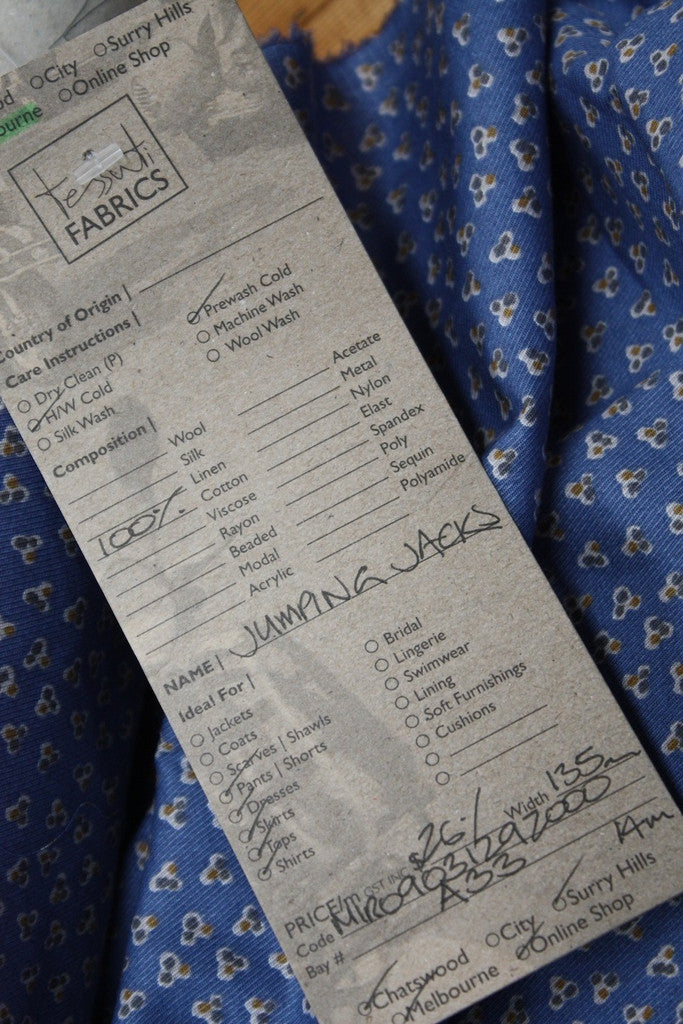 City Surry Hills
ourne Online Shop
tessuti
FABRICS
Country of Origin |
Care Instructions |
Dry Clean (P)
H/W Cold
Silk Wash
Prewash Cold
Machine Wash
Wool Wash
Composition |
Wool
Silk
Linen
100% Cotton
Viscose
Rayon
Beaded
Modal
Acrylic
Acetate
Metal
Nylon
Elast
Spandex
Poly
Sequin
Polyamide
NAME | JUMPING JACKS
Ideal For |
Jackets
Coats
Scarves | Shawls
Pants | Shorts
Dresses
Skirts
Tops
Shirts
Bridal
Lingerie
Swimwear
Lining
Soft Furnishings
Cushions
PRICE/m GST INC $26/ Width 135
Code
Bay # A33 14m
Chatswood City Surry Hills
Melbourne Online Shop